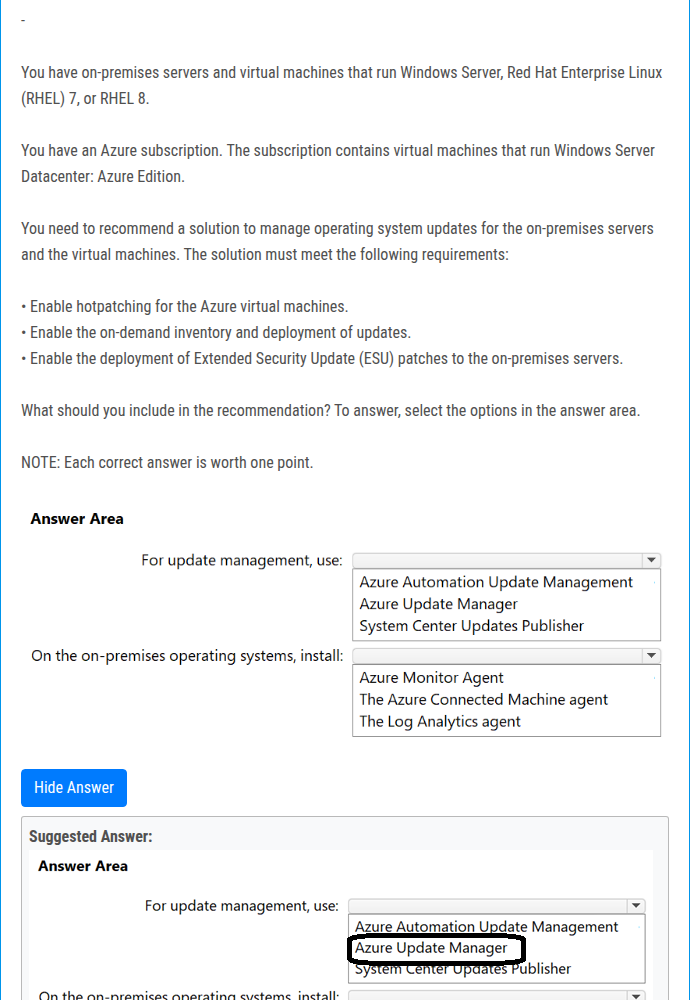 -
You have on-premises servers and virtual machines that run Windows Server, Red Hat Enterprise Linux
(RHEL) 7, or RHEL 8.
You have an Azure subscription. The subscription contains virtual machines that run Windows Server
Datacenter: Azure Edition.
You need to recommend a solution to manage operating system updates for the on-premises servers
and the virtual machines. The solution must meet the following requirements:
• Enable hotpatching for the Azure virtual machines.
• Enable the on-demand inventory and deployment of updates.
• Enable the deployment of Extended Security Update (ESU) patches to the on-premises servers.
What should you include in the recommendation? To answer, select the options in the answer area.
NOTE: Each correct answer is worth one point.
Answer Area
For update management, use:
Azure Automation Update Management
Azure Update Manager
System Center Updates Publisher
On the on-premises operating systems, install:
Azure Monitor Agent
The Azure Connected Machine agent
The Log Analytics agent
Hide Answer
Suggested Answer:
Answer Area
For update management, use:
Azure Automation Update Management
Azure Update Manager
System Center Updates Publisher
On the on-premises operating systems, install: